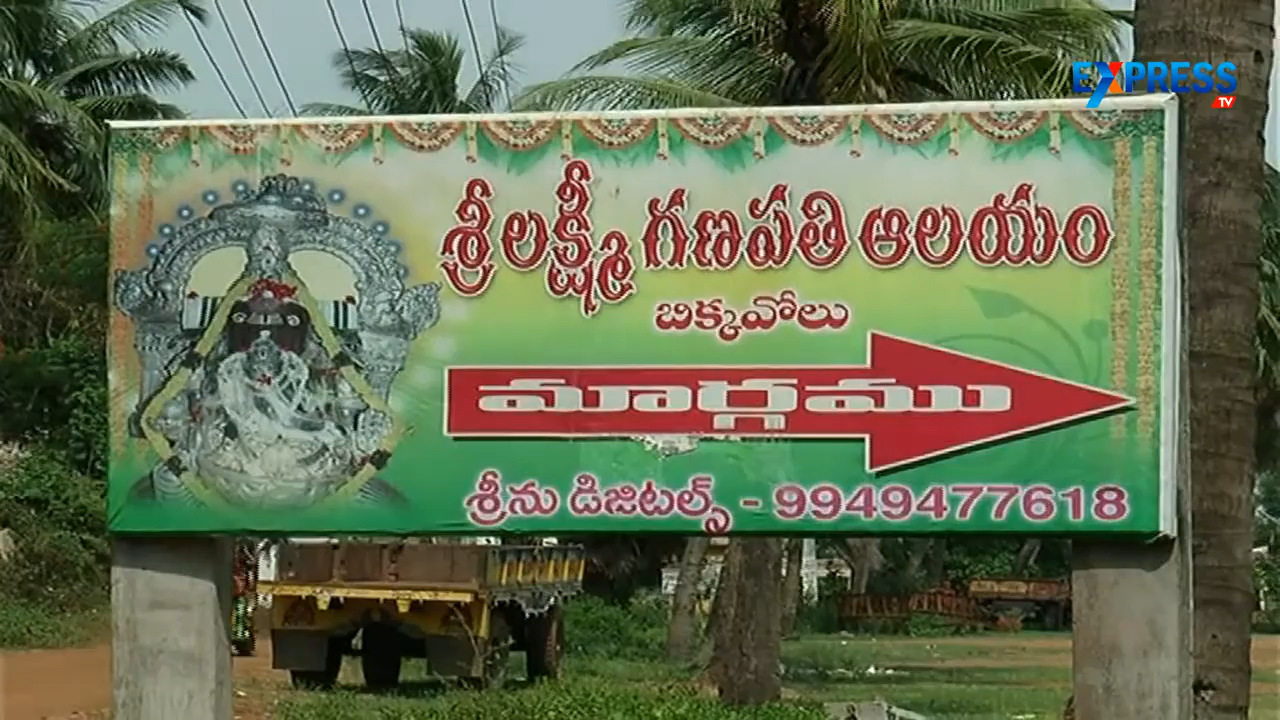 EXPRESS
TV
శ్రీ లక్ష్మీ గణపతి ఆలయం
బిక్కవోలు
మార్గము
శ్రీను డిజిటల్స్ - 9949477618